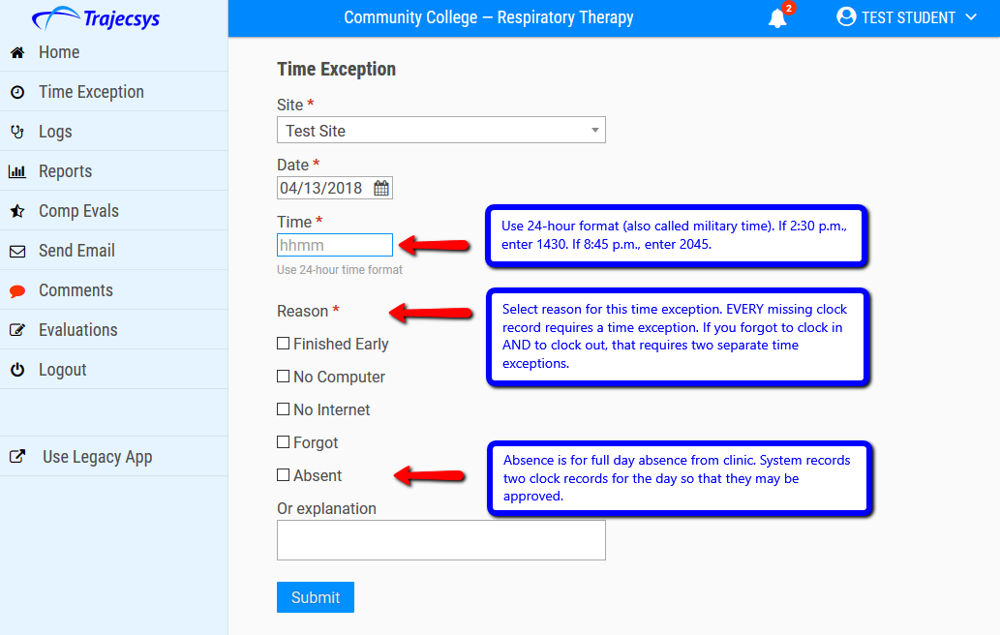 Trajecsys
Community College — Respiratory Therapy
2
TEST STUDENT
Home
Time Exception
Logs
Reports
Comp Evals
Send Email
Comments
Evaluations
Logout
Use Legacy App
Time Exception
Site *
Test Site
Date *
04/13/2018
Time *
hhmm
Use 24-hour time format
Use 24-hour format (also called military time). If 2:30 p.m.,
enter 1430. If 8:45 p.m., enter 2045.
Reason *
Select reason for this time exception. EVERY missing clock
record requires a time exception. If you forgot to clock in
AND to clock out, that requires two separate time
exceptions.
Finished Early
No Computer
No Internet
Forgot
Absent
Absence is for full day absence from clinic. System records
two clock records for the day so that they may be
approved.
Or explanation
Submit